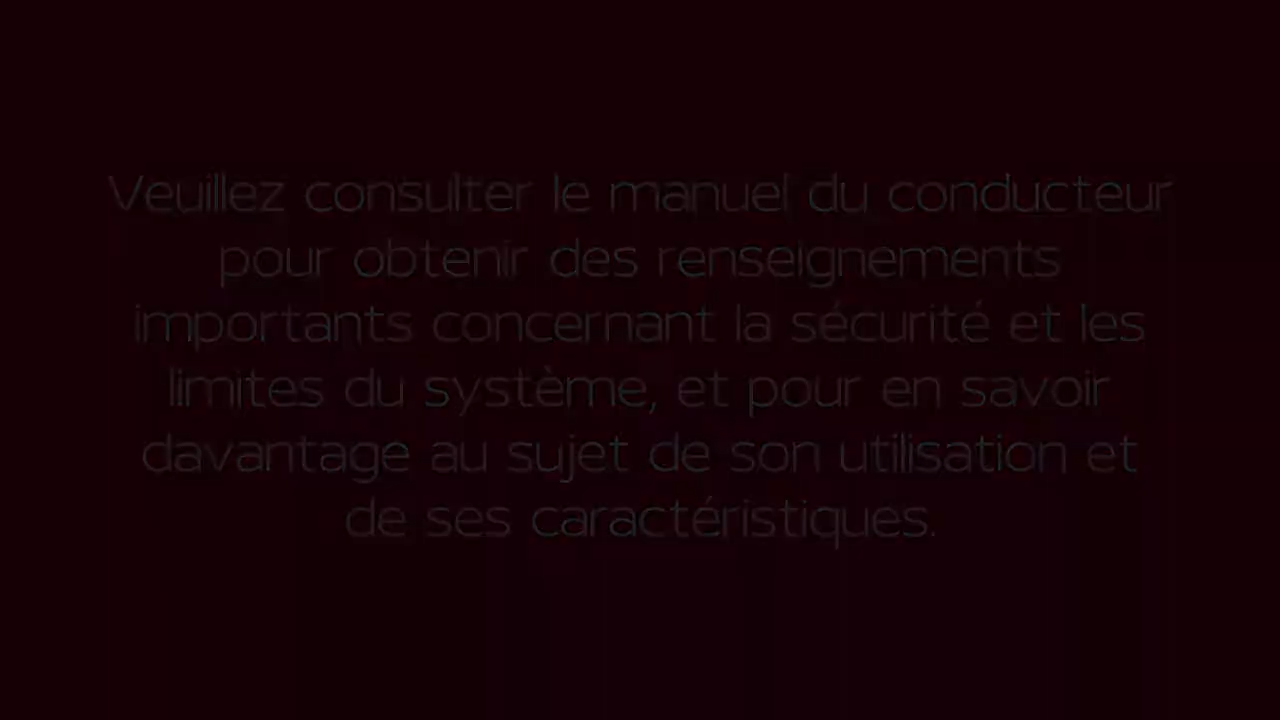 Veuillez consulter le manuel du conducteur
pour obtenir des renseignements
importants concernant la sécurité et les
limites du système, et pour en savoir
davantage au sujet de son utilisation et
de ses caractéristiques.